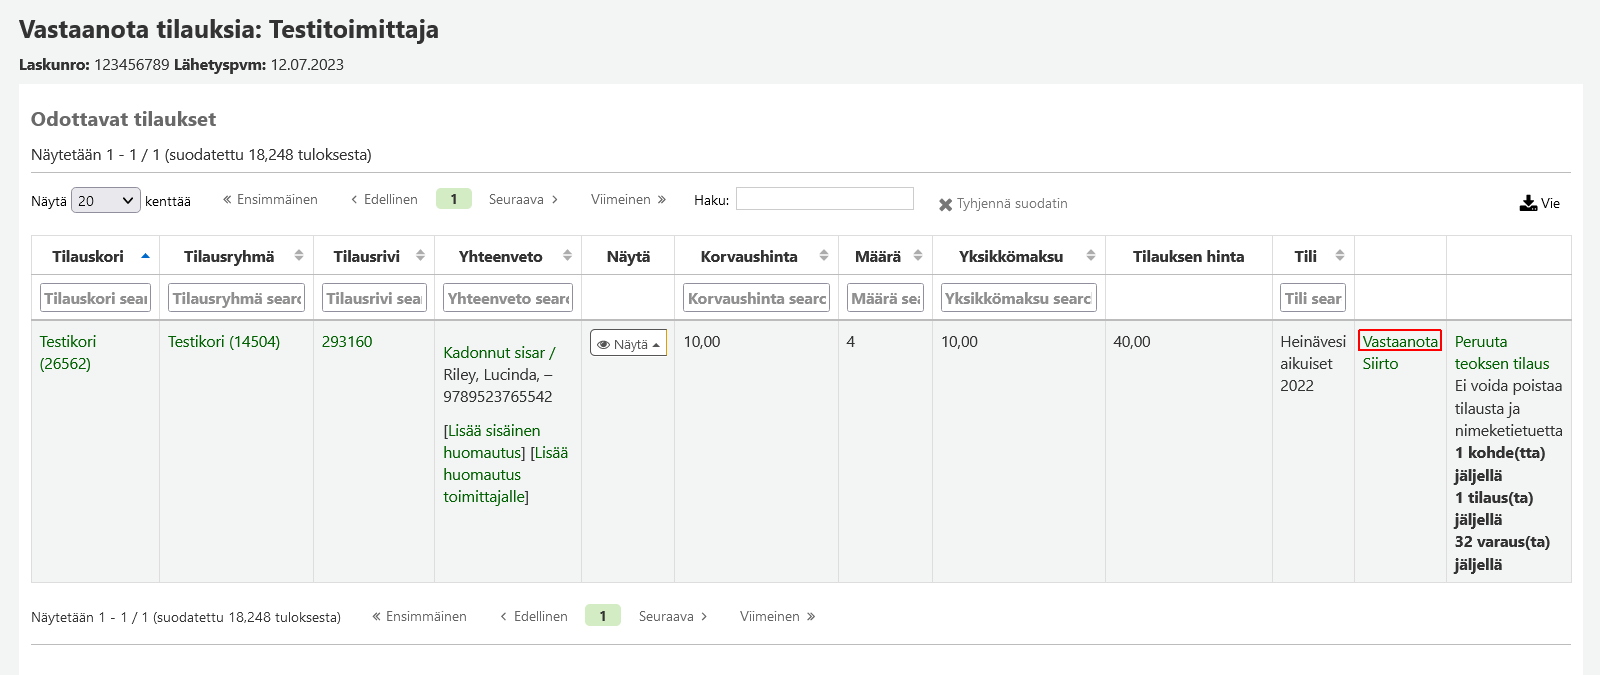 Vastaanota tilauksia: Testitoimittaja
Laskunro: 123456789 Lähetyspvm: 12.07.2023
Odottavat tilaukset
Näytetään 1 - 1 / 1 (suodatettu 18,248 tuloksesta)
Näytä 20 kenttää « Ensimmäinen ‹ Edellinen 1 Seuraava › Viimeinen » Haku: Tyhjennä suodatin Vie
Tilauskori Tilausryhmä Tilausrivi Yhteenveto Näytä Korvaushinta Määrä Yksikkömaksu Tilauksen hinta Tili
Tilauskori sear Tilausryhmä searc Tilausrivi sea Yhteenveto searc Korvaushinta searc Määrä sea Yksikkömaksu searc Tili sear
Testikori
(26562)
Testikori (14504)
293160
Kadonnut sisar /
Riley, Lucinda, –
9789523765542
[Lisää sisäinen
huomautus] [Lisää
huomautus
toimittajalle]
Näytä
10,00
4
10,00
40,00
Heinävesi
aikuiset
2022
Vastaanota
Siirto
Peruuta
teoksen tilaus
Ei voida poistaa
tilausta ja
nimeketietuetta
1 kohde(tta)
jäljellä
1 tilaus(ta)
jäljellä
32 varaus(ta)
jäljellä
Näytetään 1 - 1 / 1 (suodatettu 18,248 tuloksesta) « Ensimmäinen ‹ Edellinen 1 Seuraava › Viimeinen »